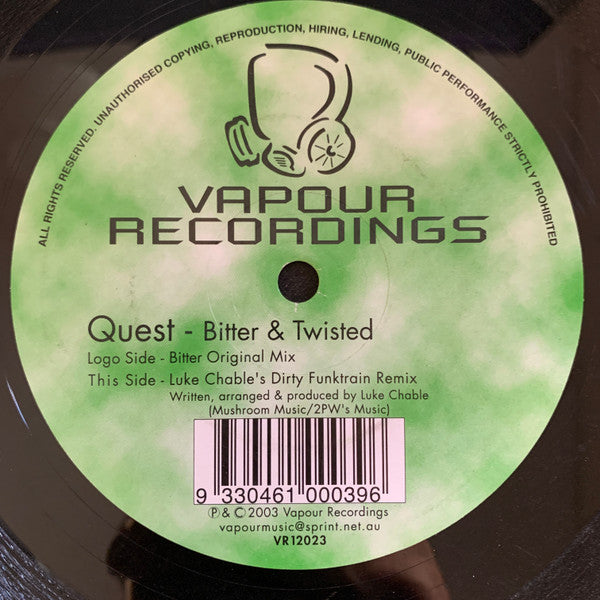 ALL RIGHTS RESERVED. UNAUTHORISED COPYING, REPRODUCTION, HIRING, LENDING, PUBLIC PERFORMANCE STRICTLY PROHIBITED
VAPOUR
RECORDINGS
Quest - Bitter & Twisted
Logo Side - Bitter Original Mix
This Side - Luke Chable's Dirty Funktrain Remix
Written, arranged & produced by Luke Chable
(Mushroom Music/2PW's Music)
9 330461 000396
℗ & © 2003 Vapour Recordings
vapourmusic@sprint.net.au
VR12023